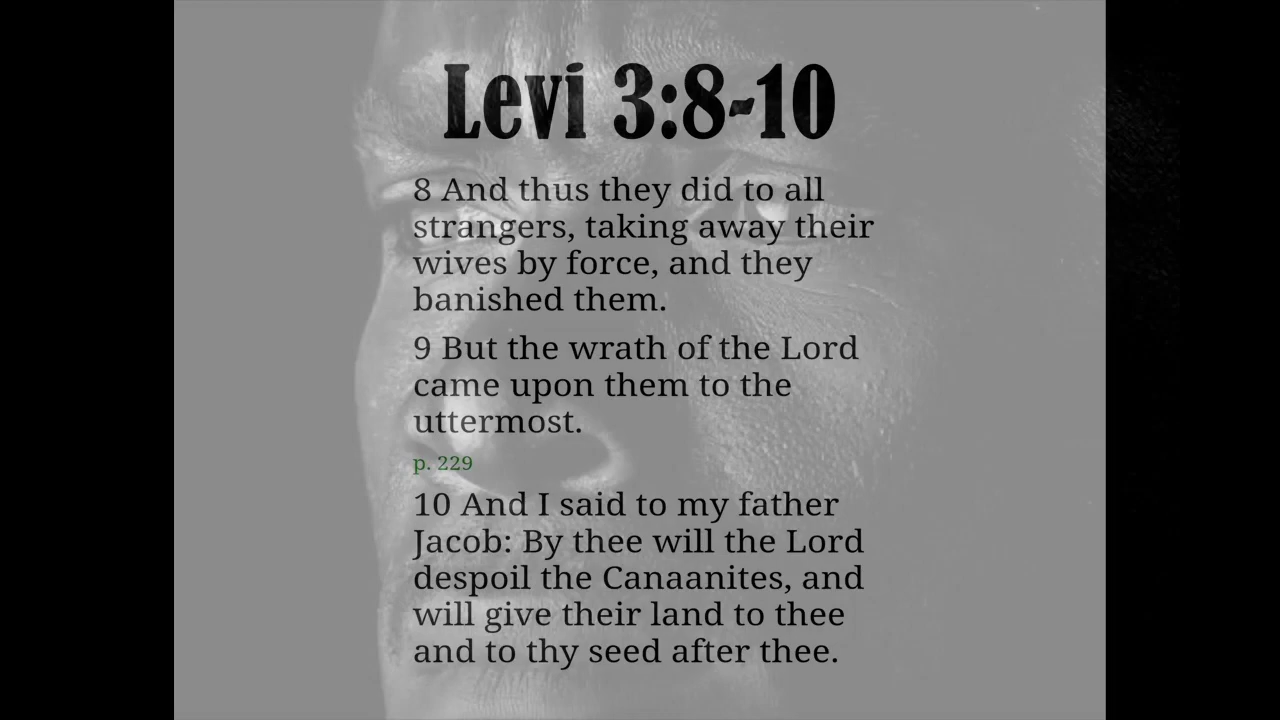 Levi 3:8-10
8 And thus they did to all
strangers, taking away their
wives by force, and they
banished them.
9 But the wrath of the Lord
came upon them to the
uttermost.
p. 229
10 And I said to my father
Jacob: By thee will the Lord
despoil the Canaanites, and
will give their land to thee
and to thy seed after thee.